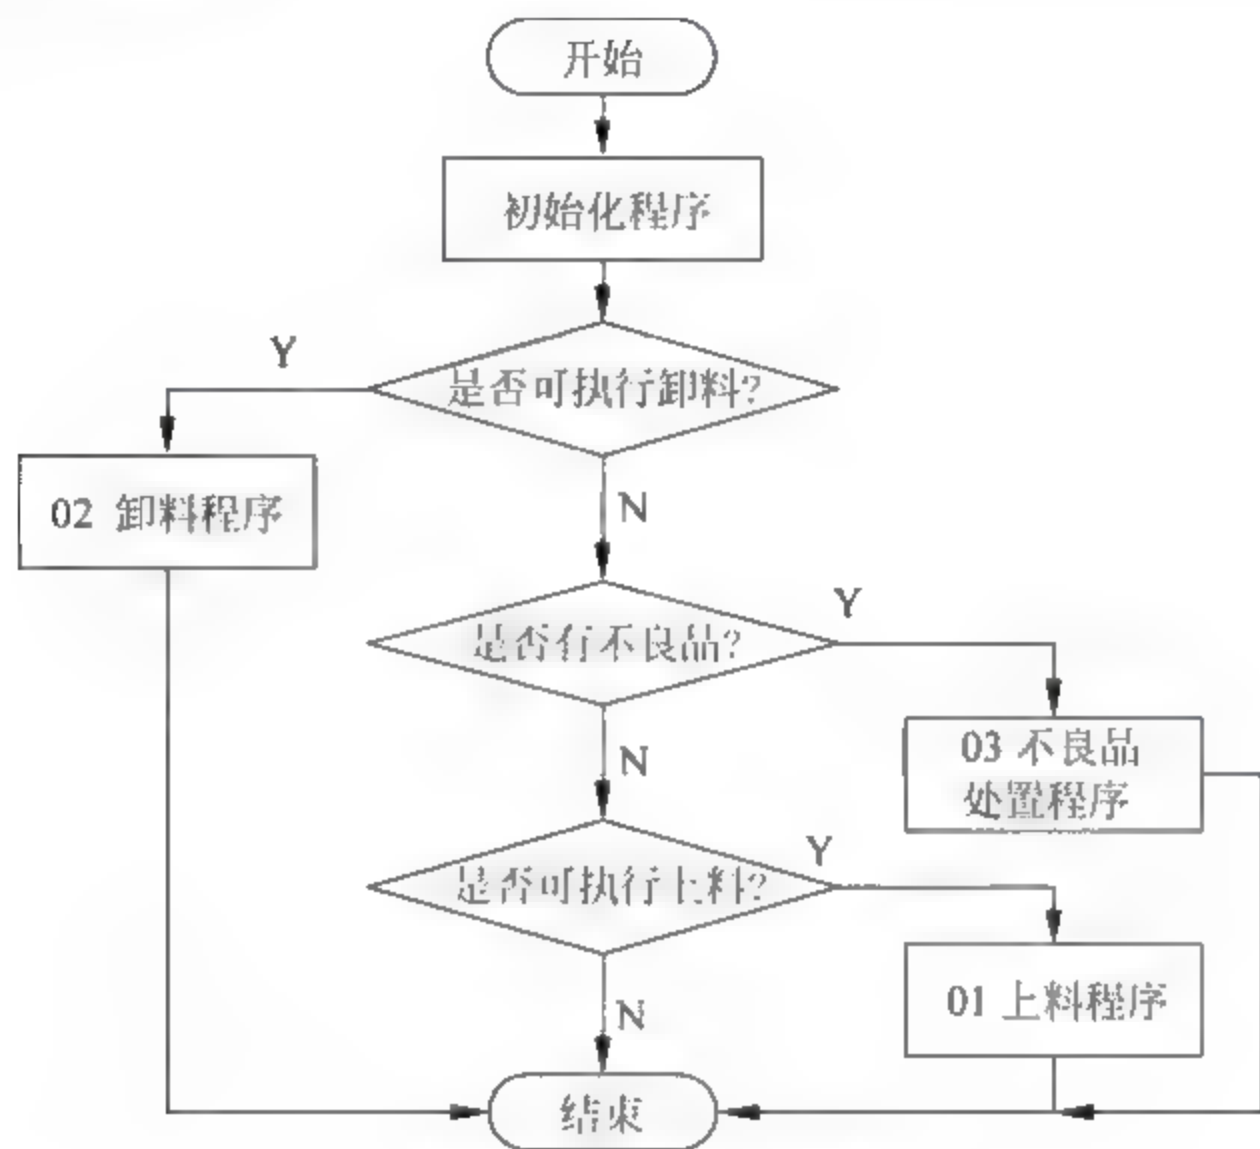 开始
初始化程序
Y
是否可执行卸料?
02 卸料程序
N
Y
是否有不良品?
03 不良品
处置程序
N
Y
是否可执行上料?
01 上料程序
N
结束